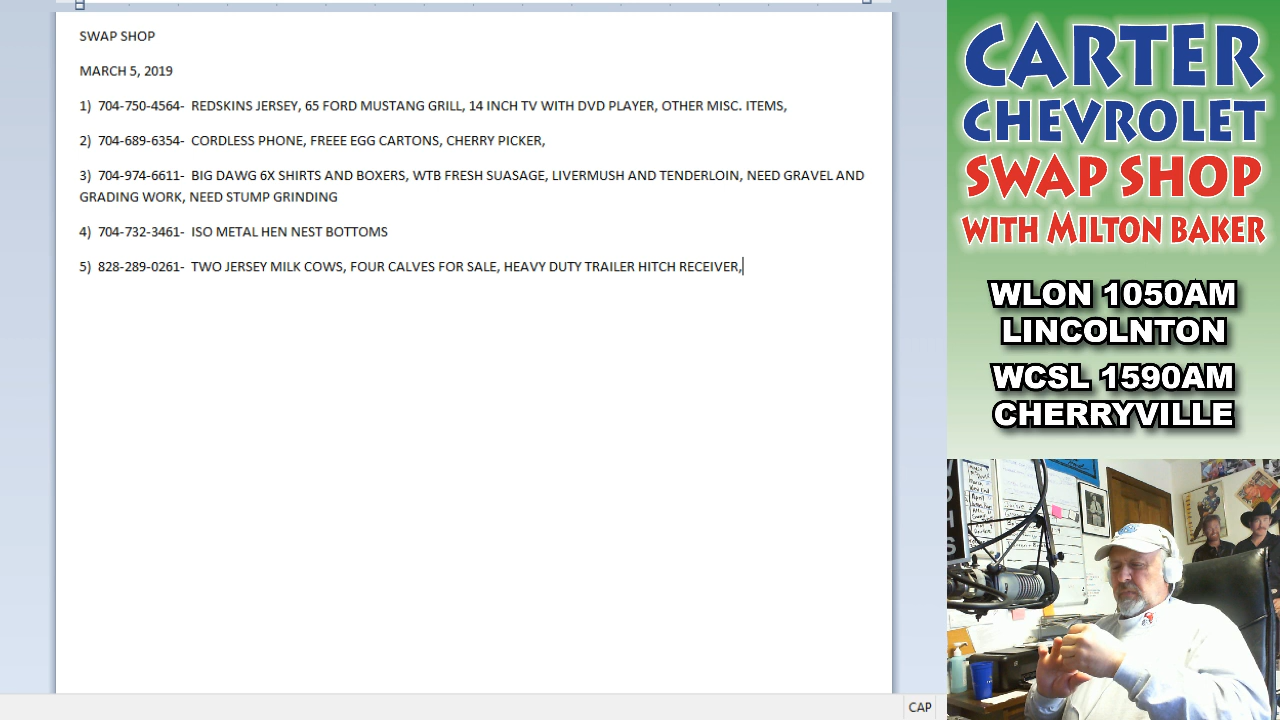 SWAP SHOP
MARCH 5, 2019
1) 704-750-4564- REDSKINS JERSEY, 65 FORD MUSTANG GRILL, 14 INCH TV WITH DVD PLAYER, OTHER MISC. ITEMS,
2) 704-689-6354- CORDLESS PHONE, FREEE EGG CARTONS, CHERRY PICKER,
3) 704-974-6611- BIG DAWG 6X SHIRTS AND BOXERS, WTB FRESH SUASAGE, LIVERMUSH AND TENDERLOIN, NEED GRAVEL AND
GRADING WORK, NEED STUMP GRINDING
4) 704-732-3461- ISO METAL HEN NEST BOTTOMS
5) 828-289-0261- TWO JERSEY MILK COWS, FOUR CALVES FOR SALE, HEAVY DUTY TRAILER HITCH RECEIVER,
CAP
CARTER
CHEVROLET
SWAP SHOP
WITH MILTON BAKER
WLON 1050AM
LINCOLNTON
WCSL 1590AM
CHERRYVILLE